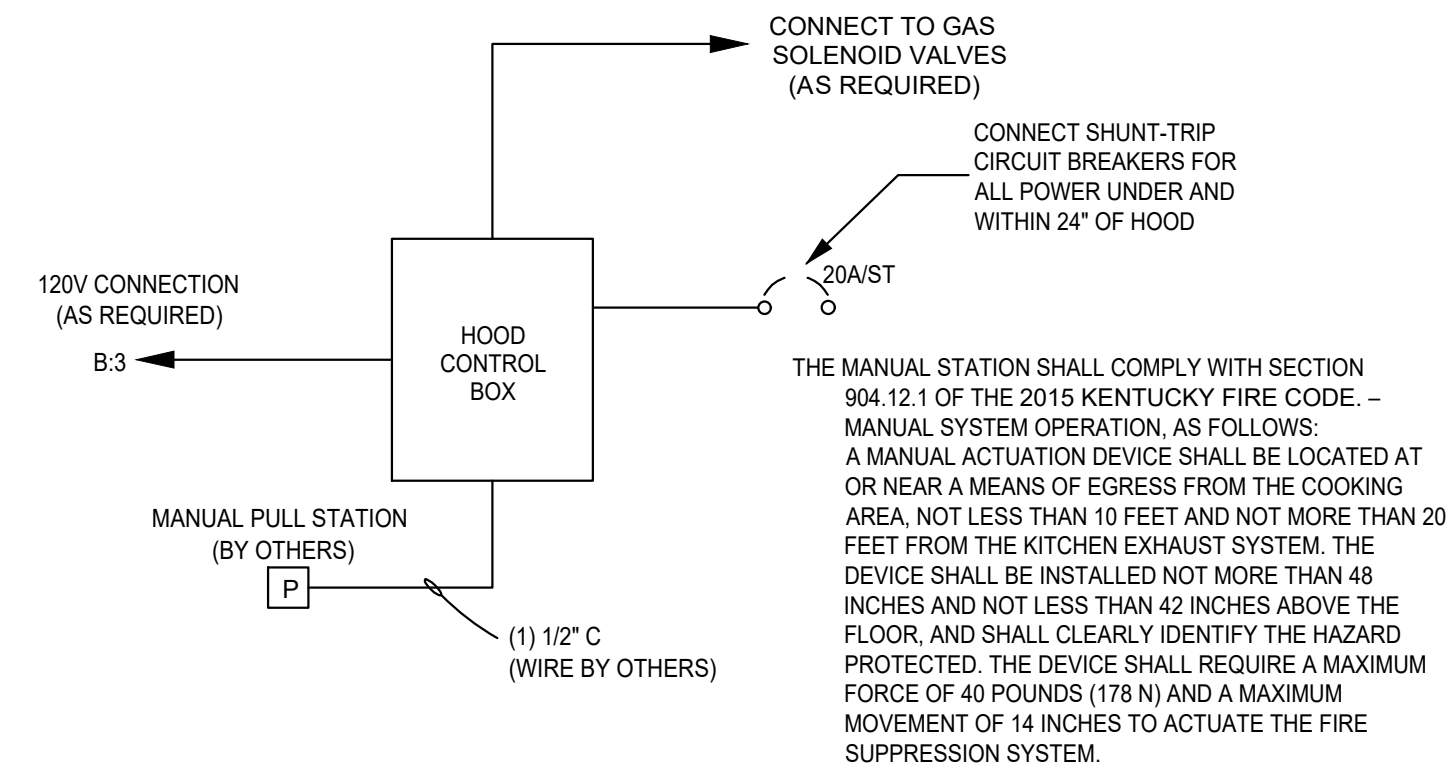 CONNECT TO GAS
SOLENOID VALVES
(AS REQUIRED)
CONNECT SHUNT-TRIP
CIRCUIT BREAKERS FOR
ALL POWER UNDER AND
WITHIN 24" OF HOOD
20A/ST
120V CONNECTION
(AS REQUIRED)
B:3
HOOD
CONTROL
BOX
MANUAL PULL STATION
(BY OTHERS)
P
(1) 1/2" C
(WIRE BY OTHERS)
THE MANUAL STATION SHALL COMPLY WITH SECTION
904.12.1 OF THE 2015 KENTUCKY FIRE CODE. –
MANUAL SYSTEM OPERATION, AS FOLLOWS:
A MANUAL ACTUATION DEVICE SHALL BE LOCATED AT
OR NEAR A MEANS OF EGRESS FROM THE COOKING
AREA, NOT LESS THAN 10 FEET AND NOT MORE THAN 20
FEET FROM THE KITCHEN EXHAUST SYSTEM. THE
DEVICE SHALL BE INSTALLED NOT MORE THAN 48
INCHES AND NOT LESS THAN 42 INCHES ABOVE THE
FLOOR, AND SHALL CLEARLY IDENTIFY THE HAZARD
PROTECTED. THE DEVICE SHALL REQUIRE A MAXIMUM
FORCE OF 40 POUNDS (178 N) AND A MAXIMUM
MOVEMENT OF 14 INCHES TO ACTUATE THE FIRE
SUPPRESSION SYSTEM.